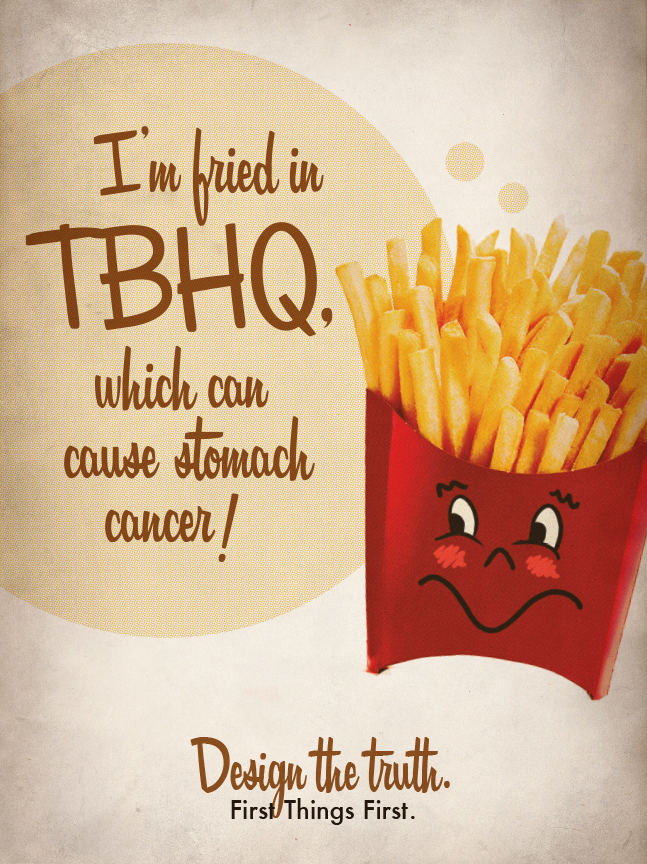 I'm fried in
TBHQ,
which can
cause stomach
cancer!
Design the truth.
First Things First.